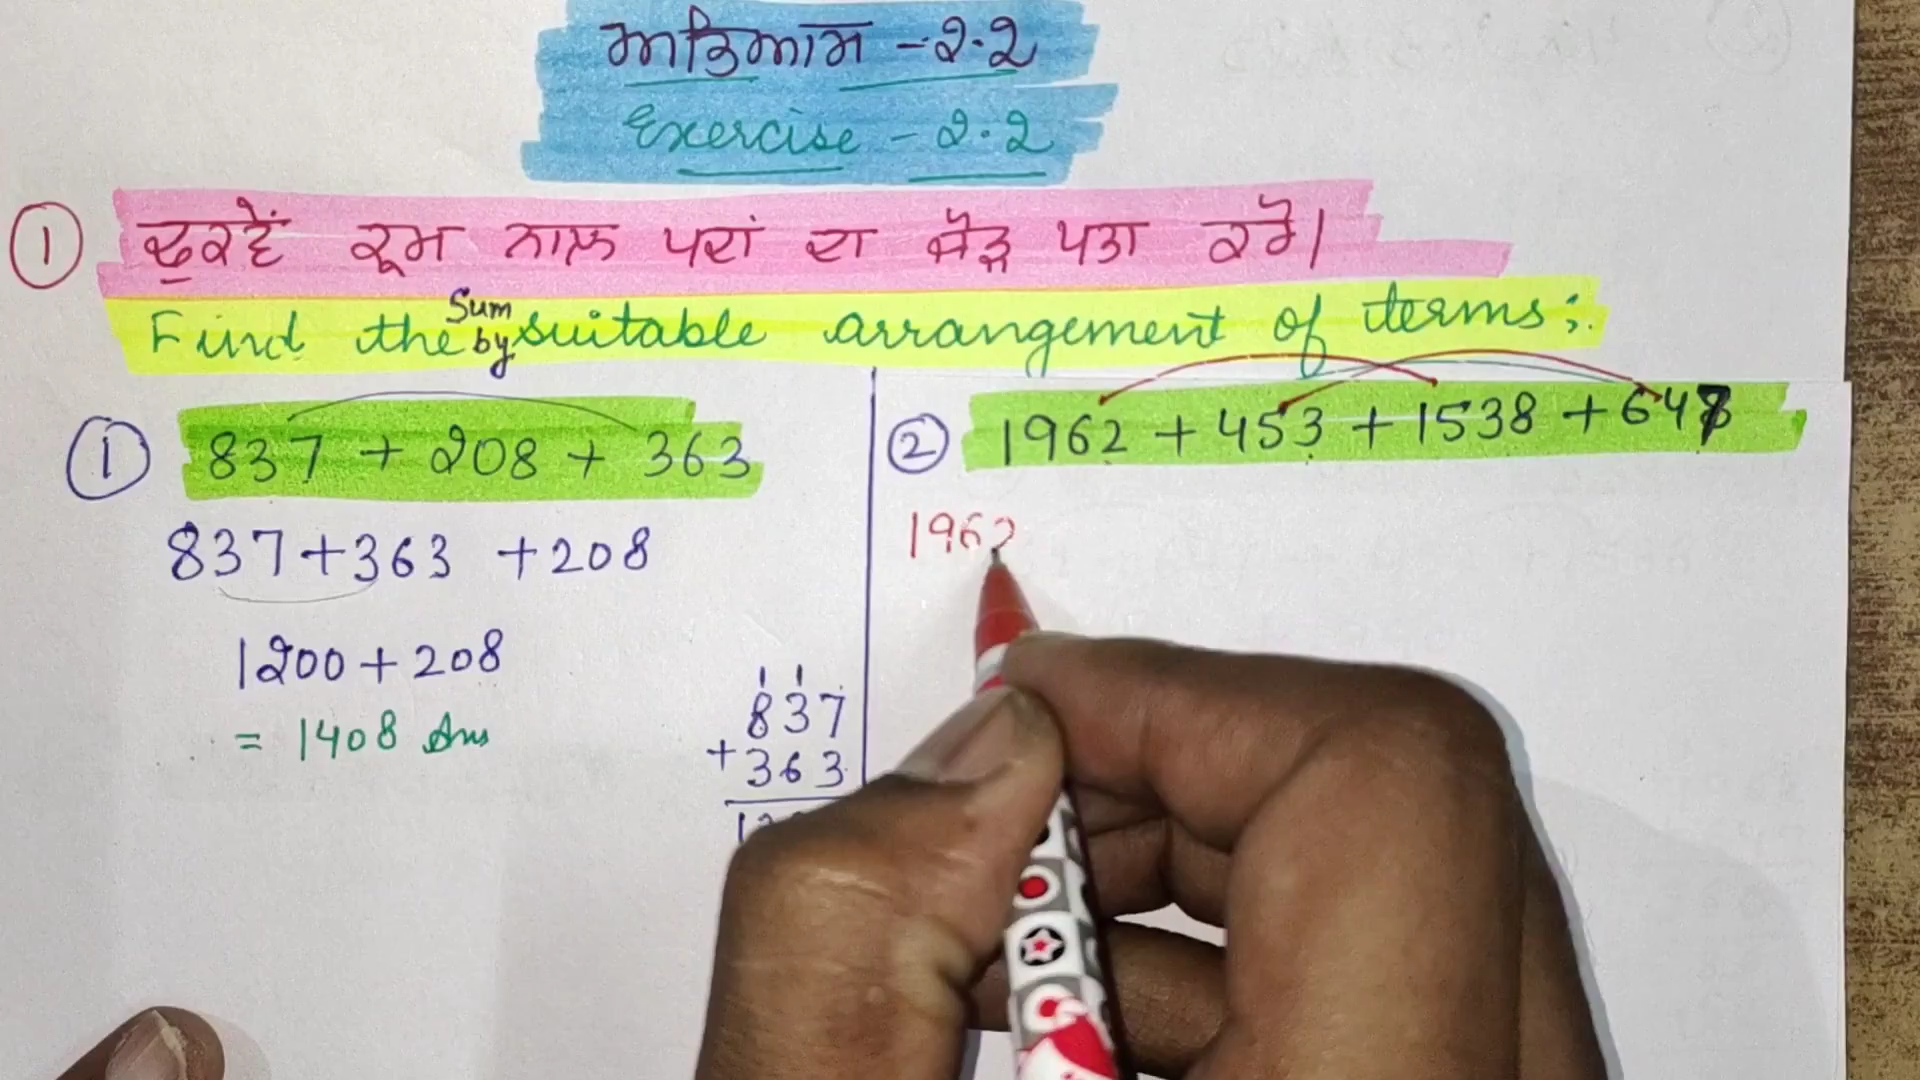 ਅਭਿਆਸ - 2.2
Exercise - 2.2
1 ਢੁਕਵੇਂ ਕ੍ਰਮ ਨਾਲ ਪਦਾਂ ਦਾ ਜੋੜ ਪਤਾ ਕਰੋ।
Find the Sum by suitable arrangement of terms:
1 837 + 208 + 363
837 + 363 + 208
1200 + 208
= 1408 Ans
1 1
837
+ 363
2 1962 + 453 + 1538 + 647
1962